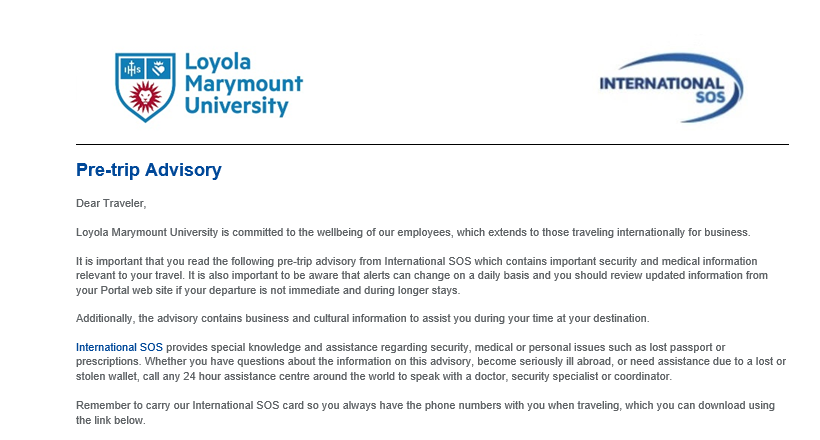 Loyola
Marymount
University
IHS
INTERNATIONAL
SOS
Pre-trip Advisory
Dear Traveler,
Loyola Marymount University is committed to the wellbeing of our employees, which extends to those traveling internationally for business.
It is important that you read the following pre-trip advisory from International SOS which contains important security and medical information
relevant to your travel. It is also important to be aware that alerts can change on a daily basis and you should review updated information from
your Portal web site if your departure is not immediate and during longer stays.
Additionally, the advisory contains business and cultural information to assist you during your time at your destination.
International SOS provides special knowledge and assistance regarding security, medical or personal issues such as lost passport or
prescriptions. Whether you have questions about the information on this advisory, become seriously ill abroad, or need assistance due to a lost or
stolen wallet, call any 24 hour assistance centre around the world to speak with a doctor, security specialist or coordinator.
Remember to carry our International SOS card so you always have the phone numbers with you when traveling, which you can download using
the link below.